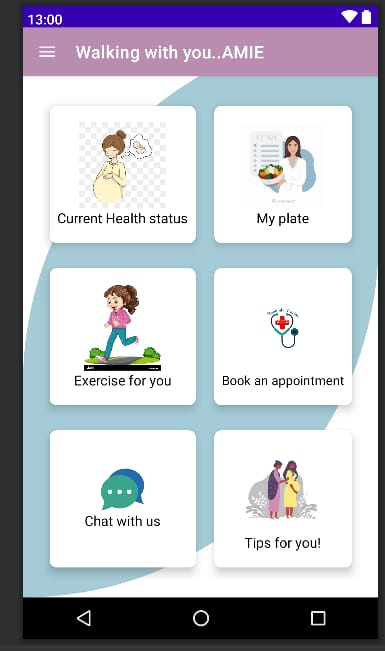 13:00
Walking with you..AMIE
Current Health status
My plate
Exercise for you
Book an appointment
Chat with us
Tips for you!